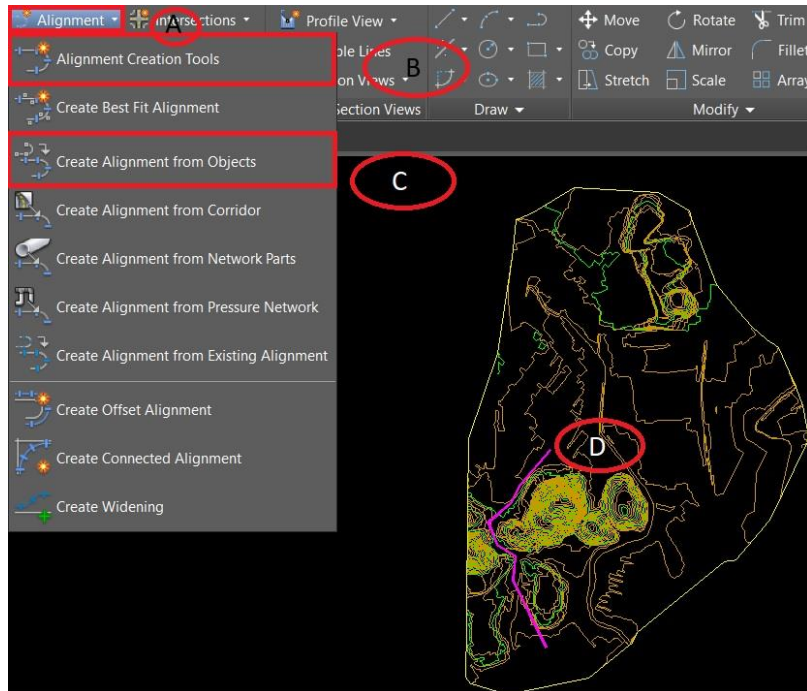 Alignment Intersections Profile View Move Rotate Trim
A
Lines Copy Mirror Fillet
B
Views Stretch Scale Array
Section Views Draw Modify
Alignment Creation Tools
Create Best Fit Alignment
Create Alignment from Objects
C
Create Alignment from Corridor
Create Alignment from Network Parts
Create Alignment from Pressure Network
Create Alignment from Existing Alignment
Create Offset Alignment
D
Create Connected Alignment
Create Widening